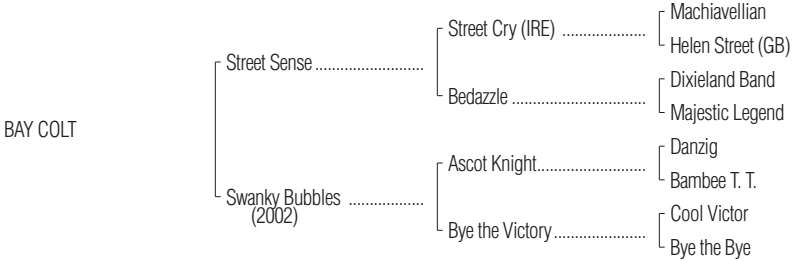 Machiavellian
Street Cry (IRE) ....................
Helen Street (GB)
Street Sense ..........................
Dixieland Band
Bedazzle ................................
Majestic Legend
BAY COLT
Danzig
Ascot Knight..........................
Bambee T. T.
Swanky Bubbles ..................
(2002)
Cool Victor
Bye the Victory......................
Bye the Bye